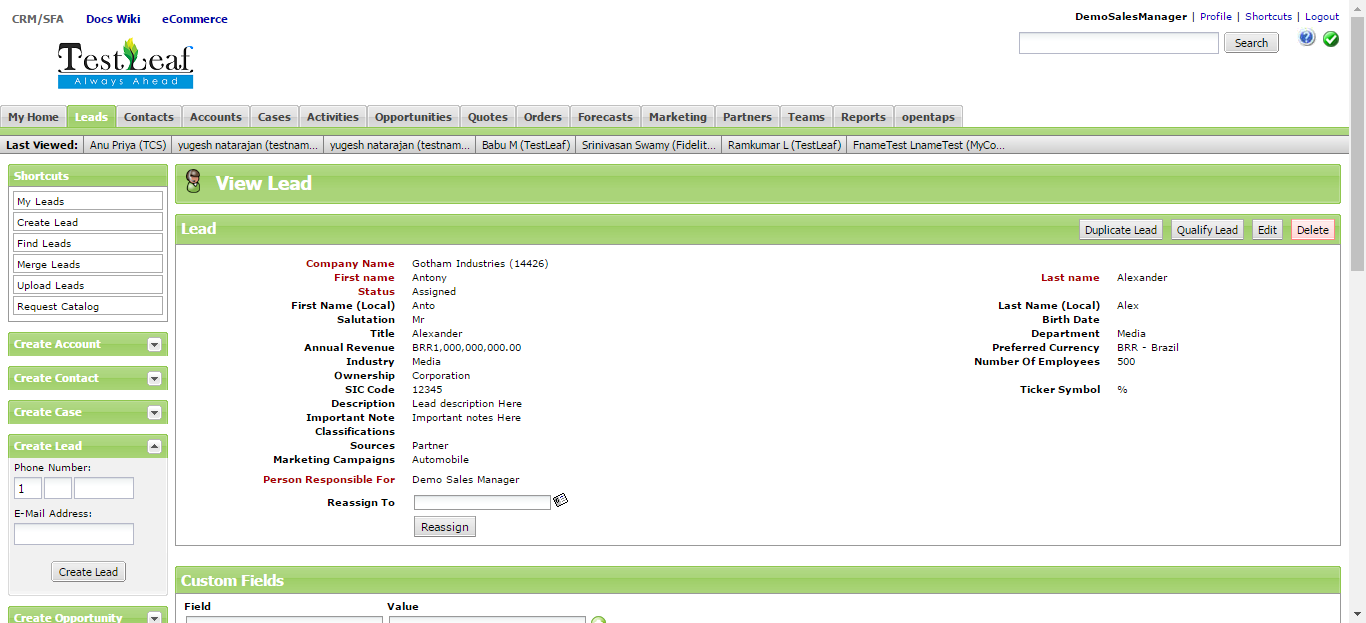 CRM/SFA Docs Wiki eCommerce
DemoSalesManager | Profile | Shortcuts | Logout
TestLeaf
Always Ahead
Search
My Home Leads Contacts Accounts Cases Activities Opportunities Quotes Orders Forecasts Marketing Partners Teams Reports opentaps
Last Viewed: Anu Priya (TCS) yugesh natarajan (testnam... yugesh natarajan (testnam... Babu M (TestLeaf) Srinivasan Swamy (Fidelit... Ramkumar L (TestLeaf) FnameTest LnameTest (MyCo...
Shortcuts
My Leads
Create Lead
Find Leads
Merge Leads
Upload Leads
Request Catalog
Create Account
Create Contact
Create Case
Create Lead
Phone Number:
1
E-Mail Address:
Create Lead
Create Opportunity
View Lead
Lead Duplicate Lead Qualify Lead Edit Delete
Company Name Gotham Industries (14426)
First name Antony Last name Alexander
Status Assigned
First Name (Local) Anto Last Name (Local) Alex
Salutation Mr Birth Date
Title Alexander Department Media
Annual Revenue BRR1,000,000,000.00 Preferred Currency BRR - Brazil
Industry Media Number Of Employees 500
Ownership Corporation
SIC Code 12345 Ticker Symbol %
Description Lead description Here
Important Note Important notes Here
Classifications
Sources Partner
Marketing Campaigns Automobile
Person Responsible For Demo Sales Manager
Reassign To
Reassign
Custom Fields
Field Value